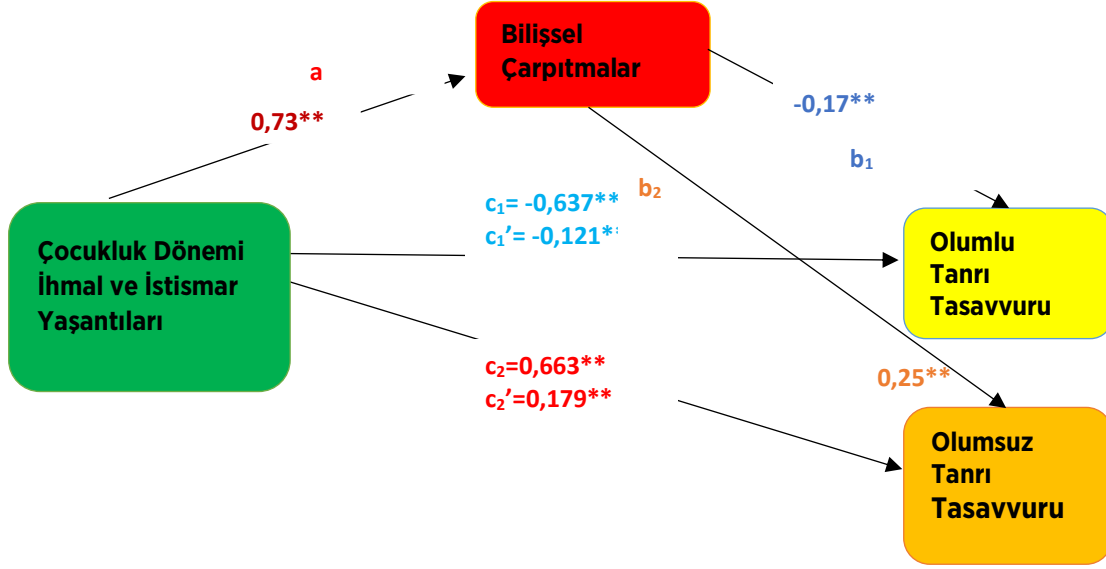 Bilişsel
Çarpıtmalar
a
0,73**
-0,17**
b₁
b₂
c₁= -0,637**
c₁’= -0,121*
Çocukluk Dönemi
İhmal ve İstismar
Yaşantıları
Olumlu
Tanrı
Tasavvuru
c₂=0,663**
c₂’=0,179**
0,25**
Olumsuz
Tanrı
Tasavvuru